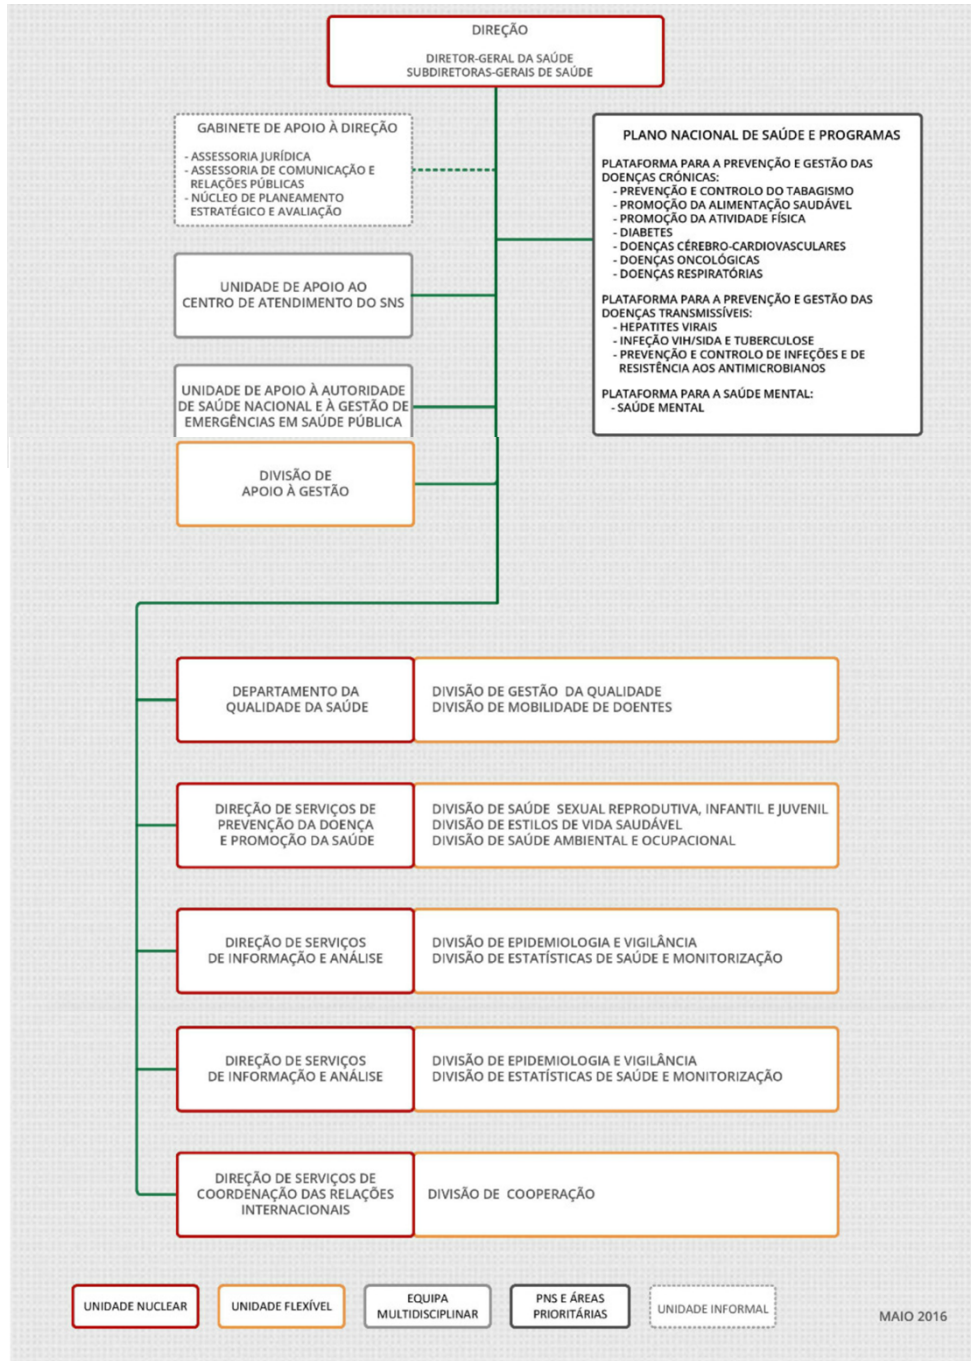 DIREÇÃO
DIRETOR-GERAL DA SAÚDE
SUBDIRETORAS-GERAIS DE SAÚDE
GABINETE DE APOIO À DIREÇÃO
- ASSESSORIA JURÍDICA
- ASSESSORIA DE COMUNICAÇÃO E
RELAÇÕES PÚBLICAS
- NÚCLEO DE PLANEAMENTO
ESTRATÉGICO E AVALIAÇÃO
PLANO NACIONAL DE SAÚDE E PROGRAMAS
PLATAFORMA PARA A PREVENÇÃO E GESTÃO DAS
DOENÇAS CRÓNICAS:
- PREVENÇÃO E CONTROLO DO TABAGISMO
- PROMOÇÃO DA ALIMENTAÇÃO SAUDÁVEL
- PROMOÇÃO DA ATIVIDADE FÍSICA
- DIABETES
- DOENÇAS CÉREBRO-CARDIOVASCULARES
- DOENÇAS ONCOLÓGICAS
- DOENÇAS RESPIRATÓRIAS
PLATAFORMA PARA A PREVENÇÃO E GESTÃO DAS
DOENÇAS TRANSMISSÍVEIS:
- HEPATITES VIRAIS
- INFEÇÃO VIH/SIDA E TUBERCULOSE
- PREVENÇÃO E CONTROLO DE INFEÇÕES E DE
RESISTÊNCIA AOS ANTIMICROBIANOS
PLATAFORMA PARA A SAÚDE MENTAL:
- SAÚDE MENTAL
UNIDADE DE APOIO AO
CENTRO DE ATENDIMENTO DO SNS
UNIDADE DE APOIO À AUTORIDADE
DE SAÚDE NACIONAL E À GESTÃO DE
EMERGÊNCIAS EM SAÚDE PÚBLICA
DIVISÃO DE
APOIO À GESTÃO
DEPARTAMENTO DA
QUALIDADE DA SAÚDE
DIVISÃO DE GESTÃO DA QUALIDADE
DIVISÃO DE MOBILIDADE DE DOENTES
DIREÇÃO DE SERVIÇOS DE
PREVENÇÃO DA DOENÇA
E PROMOÇÃO DA SAÚDE
DIVISÃO DE SAÚDE SEXUAL REPRODUTIVA, INFANTIL E JUVENIL
DIVISÃO DE ESTILOS DE VIDA SAUDÁVEL
DIVISÃO DE SAÚDE AMBIENTAL E OCUPACIONAL
DIREÇÃO DE SERVIÇOS
DE INFORMAÇÃO E ANÁLISE
DIVISÃO DE EPIDEMIOLOGIA E VIGILÂNCIA
DIVISÃO DE ESTATÍSTICAS DE SAÚDE E MONITORIZAÇÃO
DIREÇÃO DE SERVIÇOS
DE INFORMAÇÃO E ANÁLISE
DIVISÃO DE EPIDEMIOLOGIA E VIGILÂNCIA
DIVISÃO DE ESTATÍSTICAS DE SAÚDE E MONITORIZAÇÃO
DIREÇÃO DE SERVIÇOS DE
COORDENAÇÃO DAS RELAÇÕES
INTERNACIONAIS
DIVISÃO DE COOPERAÇÃO
UNIDADE NUCLEAR
UNIDADE FLEXÍVEL
EQUIPA
MULTIDISCIPLINAR
PNS E ÁREAS
PRIORITÁRIAS
UNIDADE INFORMAL
MAIO 2016